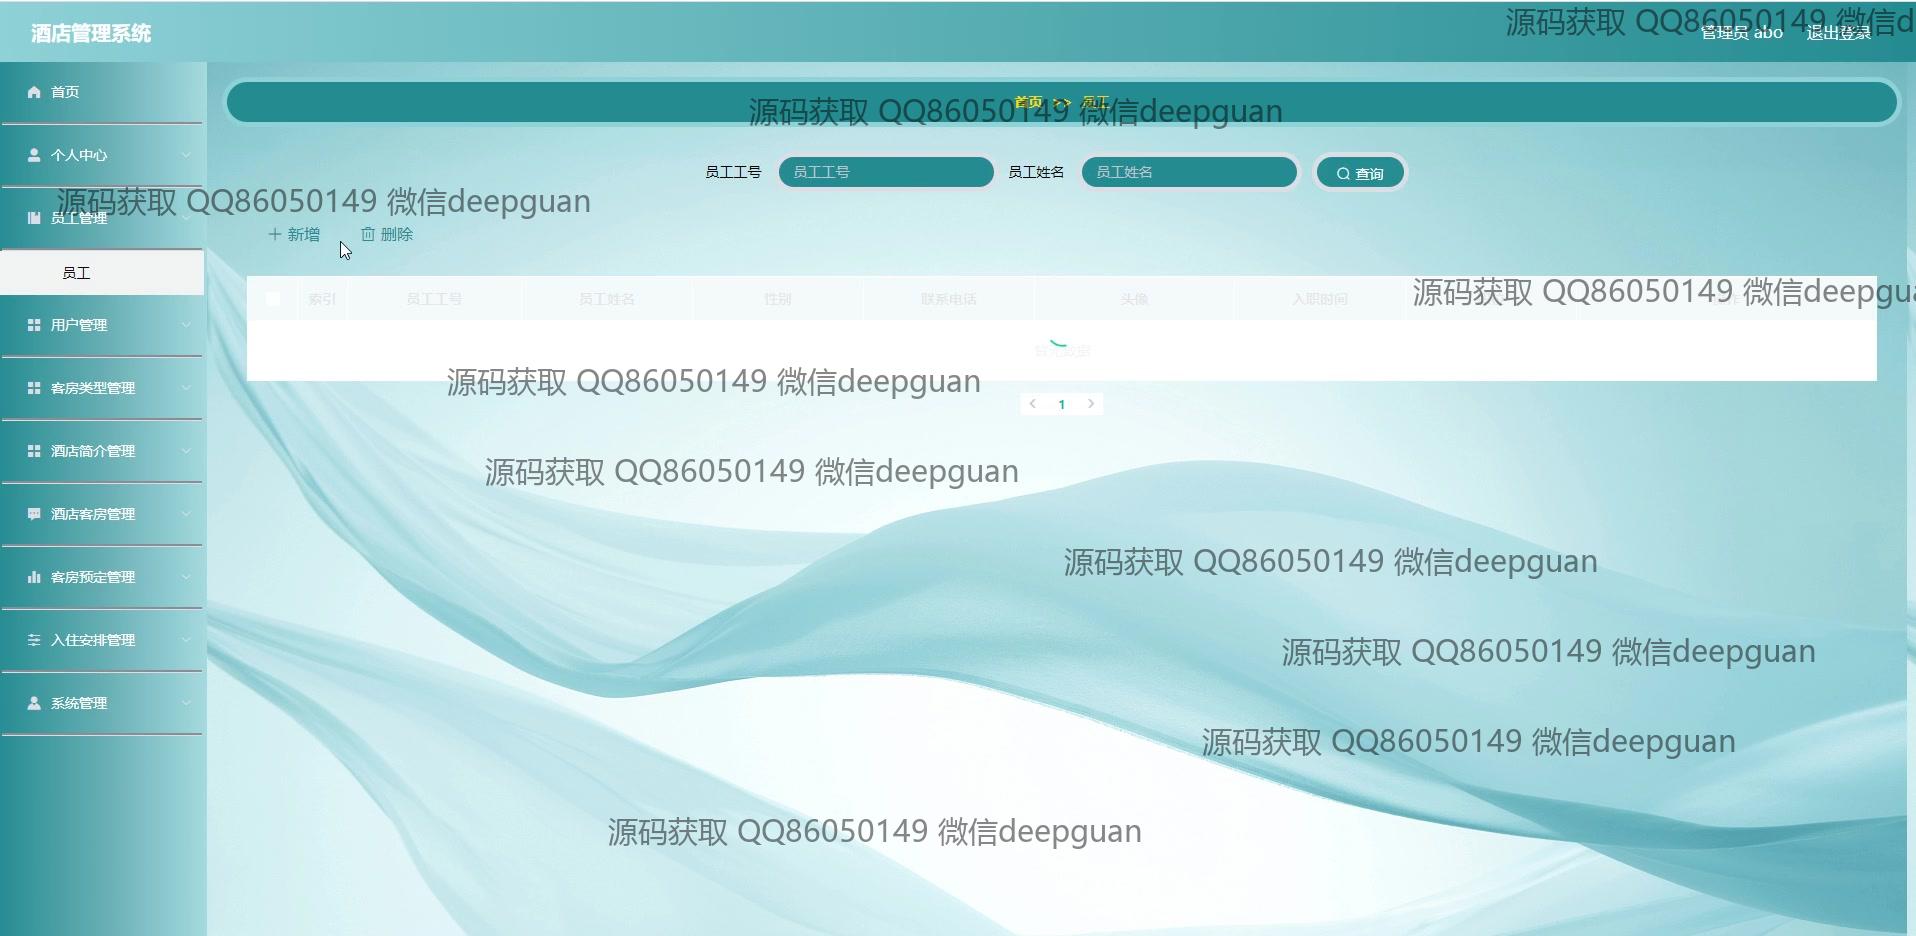 酒店管理系统
源码获取 QQ86050149 微信d
管理员 abo
退出登录
首页
首页 >> 员工
源码获取 QQ86050149 微信deepguan
个人中心
员工工号 员工工号 员工姓名 员工姓名 查询
源码获取 QQ86050149 微信deepguan
员工管理
新增 删除
员工
索引 员工工号 员工姓名 性别 联系电话 头像 入职时间
源码获取 QQ86050149 微信deepgua
用户管理
暂无数据
源码获取 QQ86050149 微信deepguan
客房类型管理
1
酒店简介管理
源码获取 QQ86050149 微信deepguan
酒店客房管理
源码获取 QQ86050149 微信deepguan
客房预定管理
入住安排管理
源码获取 QQ86050149 微信deepguan
系统管理
源码获取 QQ86050149 微信deepguan
源码获取 QQ86050149 微信deepguan